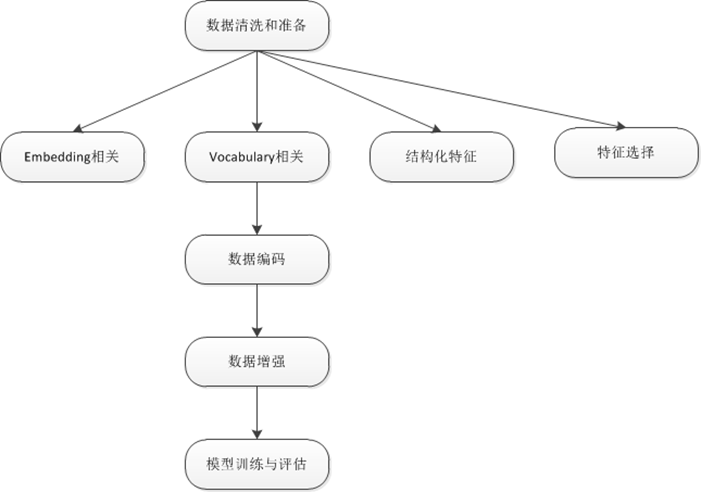 数据清洗和准备
Embedding相关
Vocabulary相关
结构化特征
特征选择
数据编码
数据增强
模型训练与评估